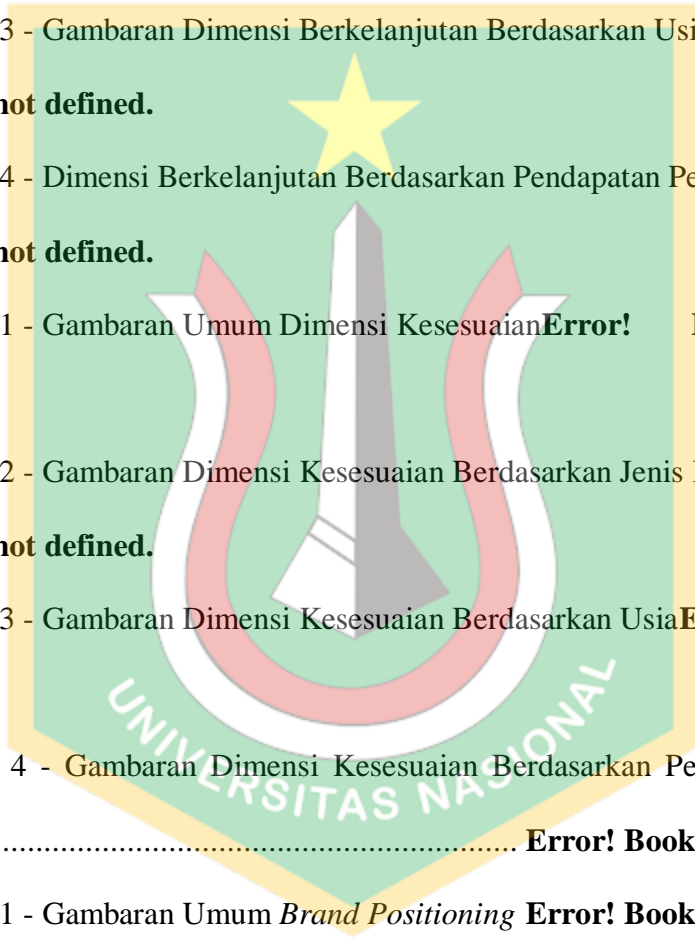 3 - Gambaran Dimensi Berkelanjutan Berdasarkan Usi
not defined.
4 - Dimensi Berkelanjutan Berdasarkan Pendapatan Pe
not defined.
1 - Gambaran Umum Dimensi KesesuaianError!
2 - Gambaran Dimensi Kesesuaian Berdasarkan Jenis
not defined.
3 - Gambaran Dimensi Kesesuaian Berdasarkan UsiaE
4 - Gambaran Dimensi Kesesuaian Berdasarkan Pe
............................................................ Error! Book
1 - Gambaran Umum Brand Positioning Error! Book
UNIVERSITAS NASIONAL